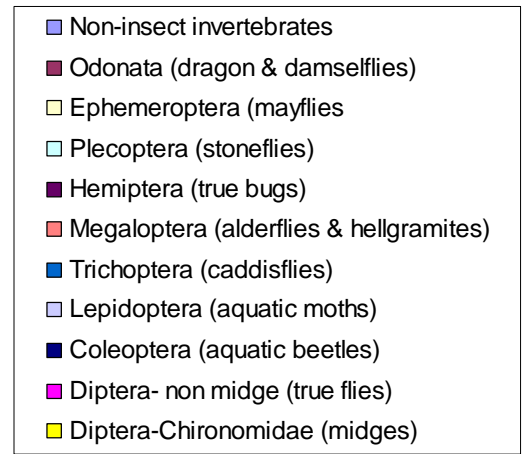 Non-insect invertebrates
Odonata (dragon & damselflies)
Ephemeroptera (mayflies
Plecoptera (stoneflies)
Hemiptera (true bugs)
Megaloptera (alderflies & hellgramites)
Trichoptera (caddisflies)
Lepidoptera (aquatic moths)
Coleoptera (aquatic beetles)
Diptera- non midge (true flies)
Diptera-Chironomidae (midges)